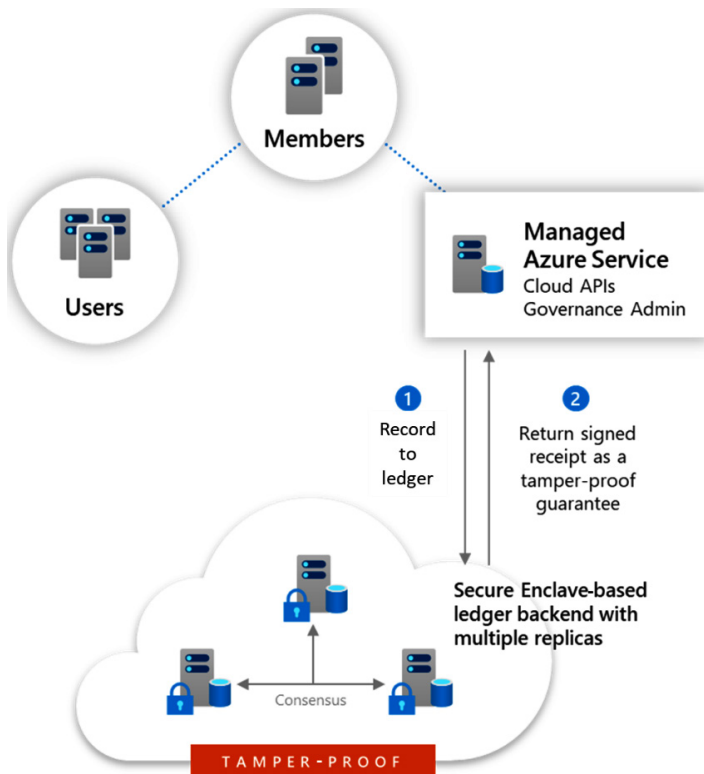 Members
Users
Managed
Azure Service
Cloud APIs
Governance Admin
1
Record
to
ledger
2
Return signed
receipt as a
tamper-proof
guarantee
Secure Enclave-based
ledger backend with
multiple replicas
Consensus
TAMPER-PROOF